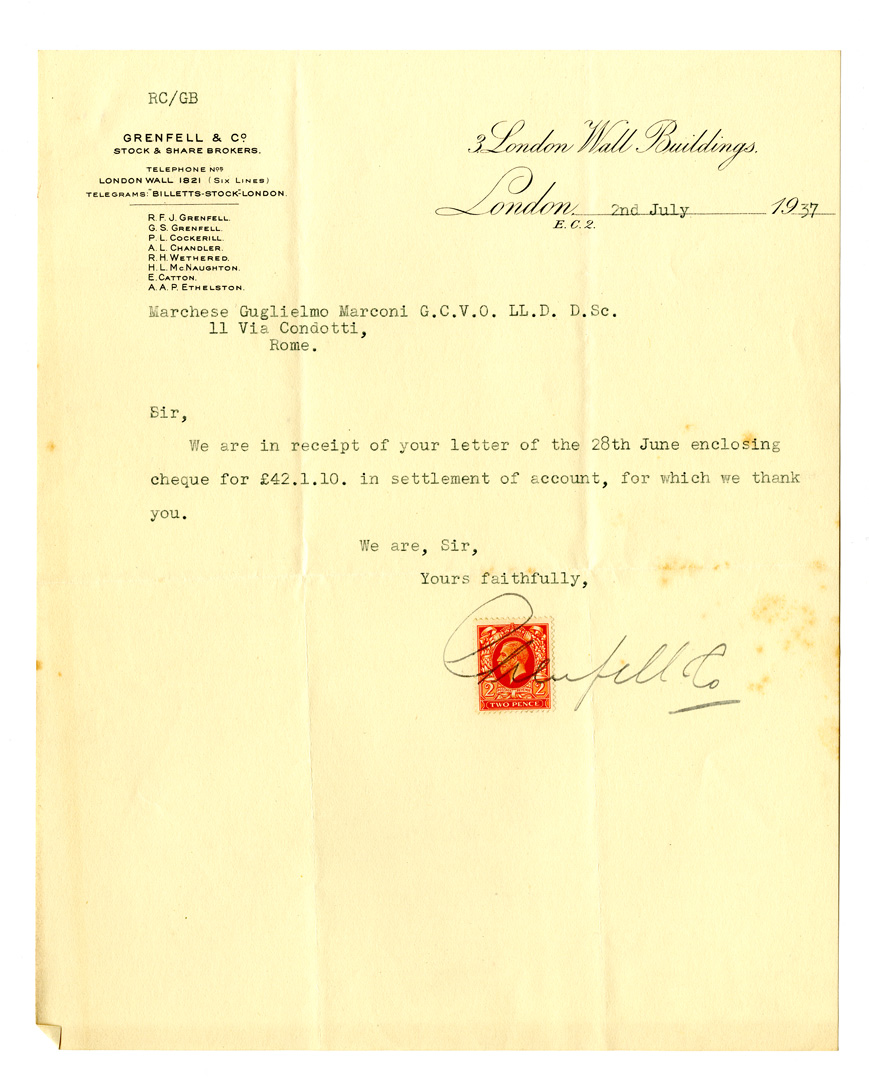 RC/GB
GRENFELL & Cº
STOCK & SHARE BROKERS.
TELEPHONE Nºs
LONDON WALL 1821 (SIX LINES)
TELEGRAMS: "BILLETTS-STOCK-LONDON.
R. F. J. GRENFELL.
G. S. GRENFELL.
P. L. COCKERILL.
A. L. CHANDLER.
R. H. WETHERED.
H. L. McNAUGHTON.
E. CATTON.
A. A. P. ETHELSTON.
3, London Wall Buildings,
London, 2nd July 1937
E.C.2.
Marchese Guglielmo Marconi G.C.V.O. LL.D. D.Sc.
11 Via Condotti,
Rome.
Sir,
We are in receipt of your letter of the 28th June enclosing
cheque for £42.1.10. in settlement of account, for which we thank
you.
We are, Sir,
Yours faithfully,
Grenfell & Co
2 2
TWO PENCE